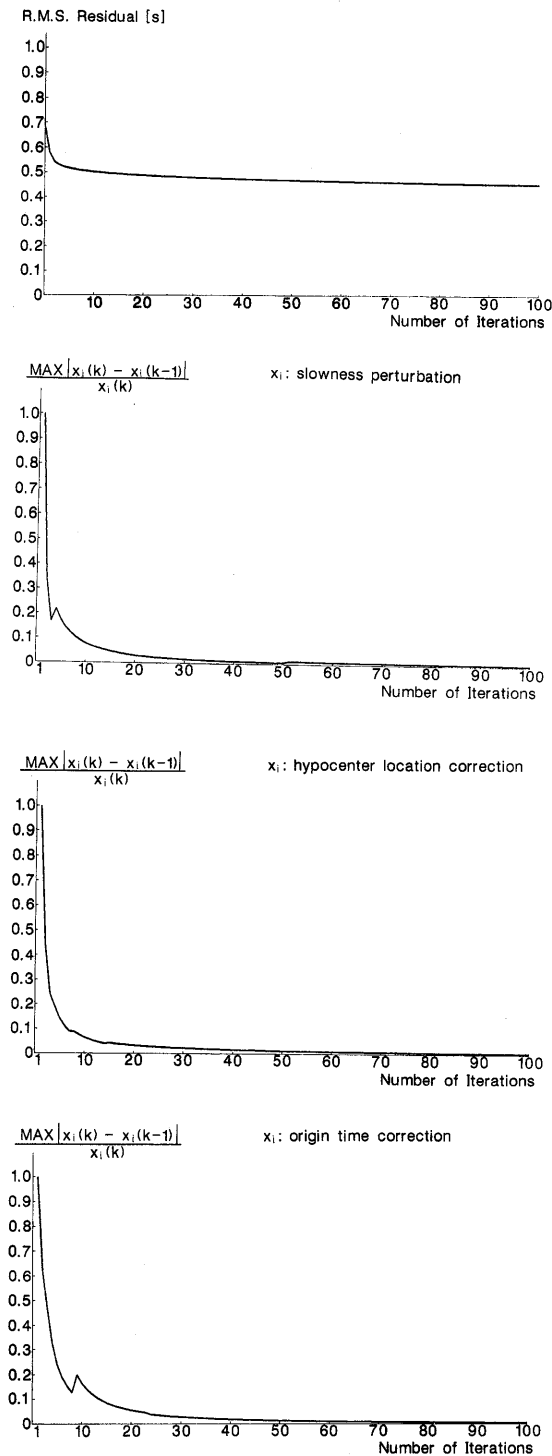 R.M.S. Residual [s]
1.0
0.9
0.8
0.7
0.6
0.5
0.4
0.3
0.2
0.1
0
10 20 30 40 50 60 70 80 90 100
Number of Iterations
MAX|xi(k) - xi(k-1)|
xi(k)
xi: slowness perturbation
1.0
0.9
0.8
0.7
0.6
0.5
0.4
0.3
0.2
0.1
0
1 10 20 30 40 50 60 70 80 90 100
Number of Iterations
MAX|xi(k) - xi(k-1)|
xi(k)
xi: hypocenter location correction
1.0
0.9
0.8
0.7
0.6
0.5
0.4
0.3
0.2
0.1
0
1 10 20 30 40 50 60 70 80 90 100
Number of Iterations
MAX|xi(k) - xi(k-1)|
xi(k)
xi: origin time correction
1.0
0.9
0.8
0.7
0.6
0.5
0.4
0.3
0.2
0.1
0
1 10 20 30 40 50 60 70 80 90 100
Number of Iterations